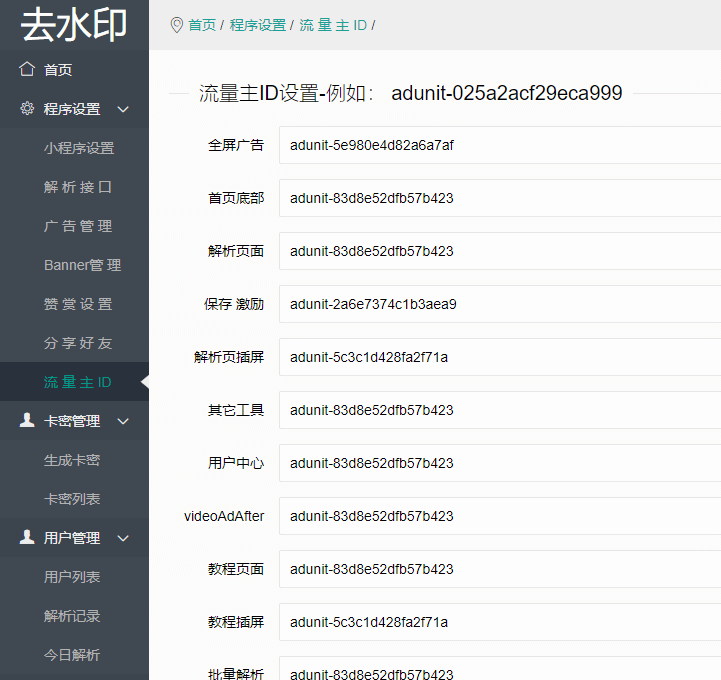 去水印
首页
程序设置
小程序设置
解 析 接 口
广 告 管 理
Banner管 理
赞 赏 设 置
分 享 好 友
流 量 主 ID
卡密管理
生成卡密
卡密列表
用户管理
用户列表
解析记录
今日解析
首页 / 程序设置 / 流 量 主 ID /
流量主ID设置-例如： adunit-025a2acf29eca999
全屏广告 adunit-5e980e4d82a6a7af
首页底部 adunit-83d8e52dfb57b423
解析页面 adunit-83d8e52dfb57b423
保存 激励 adunit-2a6e7374c1b3aea9
解析页插屏 adunit-5c3c1d428fa2f71a
其它工具 adunit-83d8e52dfb57b423
用户中心 adunit-83d8e52dfb57b423
videoAdAfter adunit-83d8e52dfb57b423
教程页面 adunit-83d8e52dfb57b423
教程插屏 adunit-5c3c1d428fa2f71a
批量解析 adunit-83d8e52dfb57b423